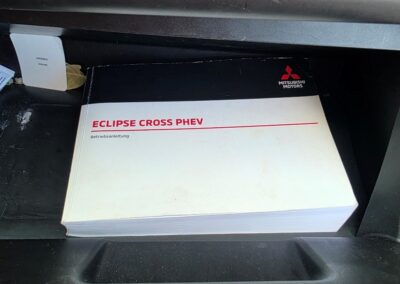 MITSUBISHI
MOTORS
ECLIPSE CROSS PHEV
Betriebsanleitung